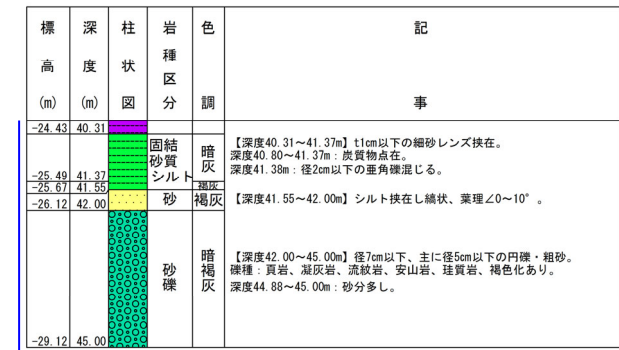 標高(m) 深度(m) 柱状図 岩種区分 色調 記事
-24.43 40.31
固結砂質シルト 暗灰
【深度40.31～41.37m】t1cm以下の細砂レンズ挟在。
深度40.80～41.37m：炭質物点在。
深度41.38m：径2cm以下の亜角礫混じる。
-25.49 41.37
-25.67 41.55 褐灰
-26.12 42.00 砂 褐灰 【深度41.55～42.00m】シルト挟在し縞状、葉理∠0～10°。
砂礫 暗褐灰
【深度42.00～45.00m】径7cm以下、主に径5cm以下の円礫・粗砂。
礫種：頁岩、凝灰岩、流紋岩、安山岩、珪質岩、褐色化あり。
深度44.88～45.00m：砂分多し。
-29.12 45.00